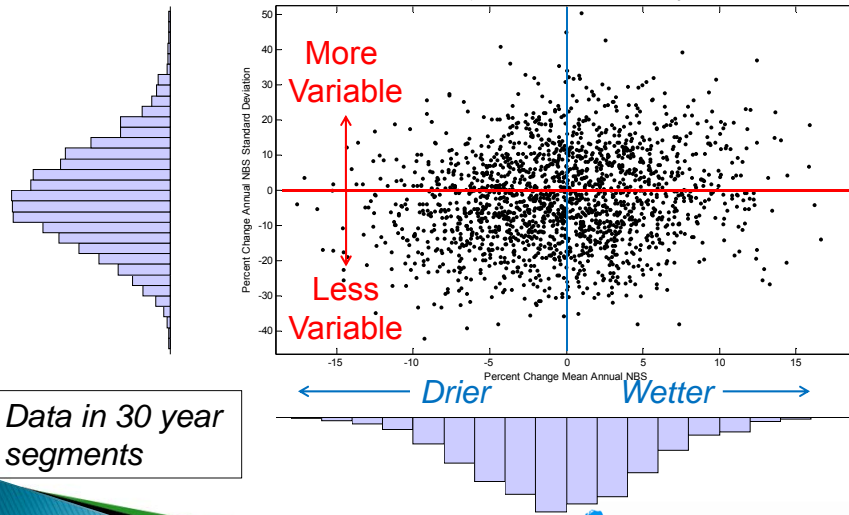 50
40
30
20
10
0
-10
-20
-30
-40
Percent Change Annual NBS Standard Deviation
More
Variable
Less
Variable
-15
-10
-5
0
5
10
15
Percent Change Mean Annual NBS
Drier
Wetter
Data in 30 year
segments